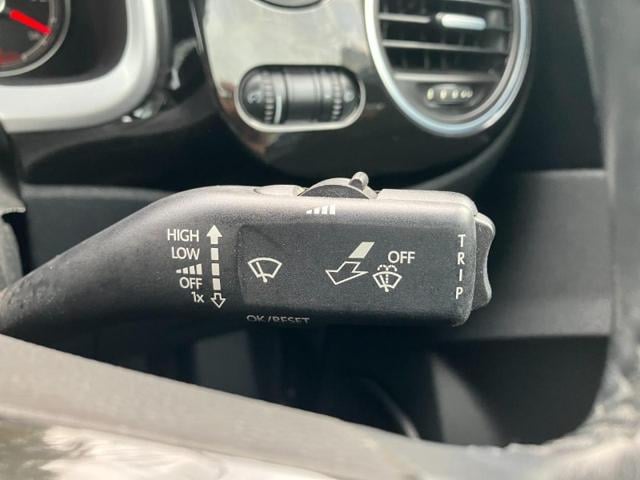 HIGH
LOW
OFF
1x
OFF
TRIP
OK/RESET